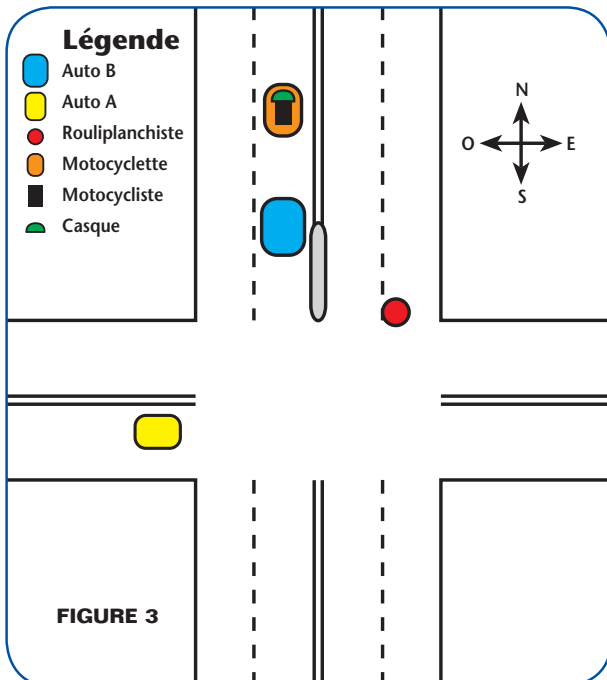 Légende
Auto B
Auto A
Rouliplanchiste
Motocyclette
Motocycliste
Casque
N
O E
S
FIGURE 3